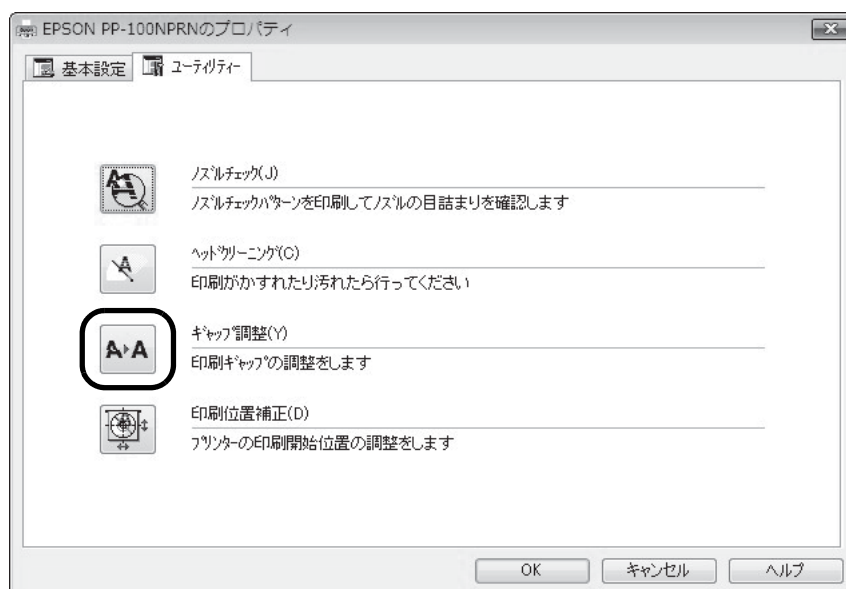 EPSON PP-100NPRNのプロパティ
基本設定 ユーティリティー
ノズルチェック(J)
ノズルチェックパターンを印刷してノズルの目詰まりを確認します
ヘッドクリーニング(C)
印刷がかすれたり汚れたら行ってください
A▸A
ギャップ調整(Y)
印刷ギャップの調整をします
印刷位置補正(D)
プリンターの印刷開始位置の調整をします
OK キャンセル ヘルプ